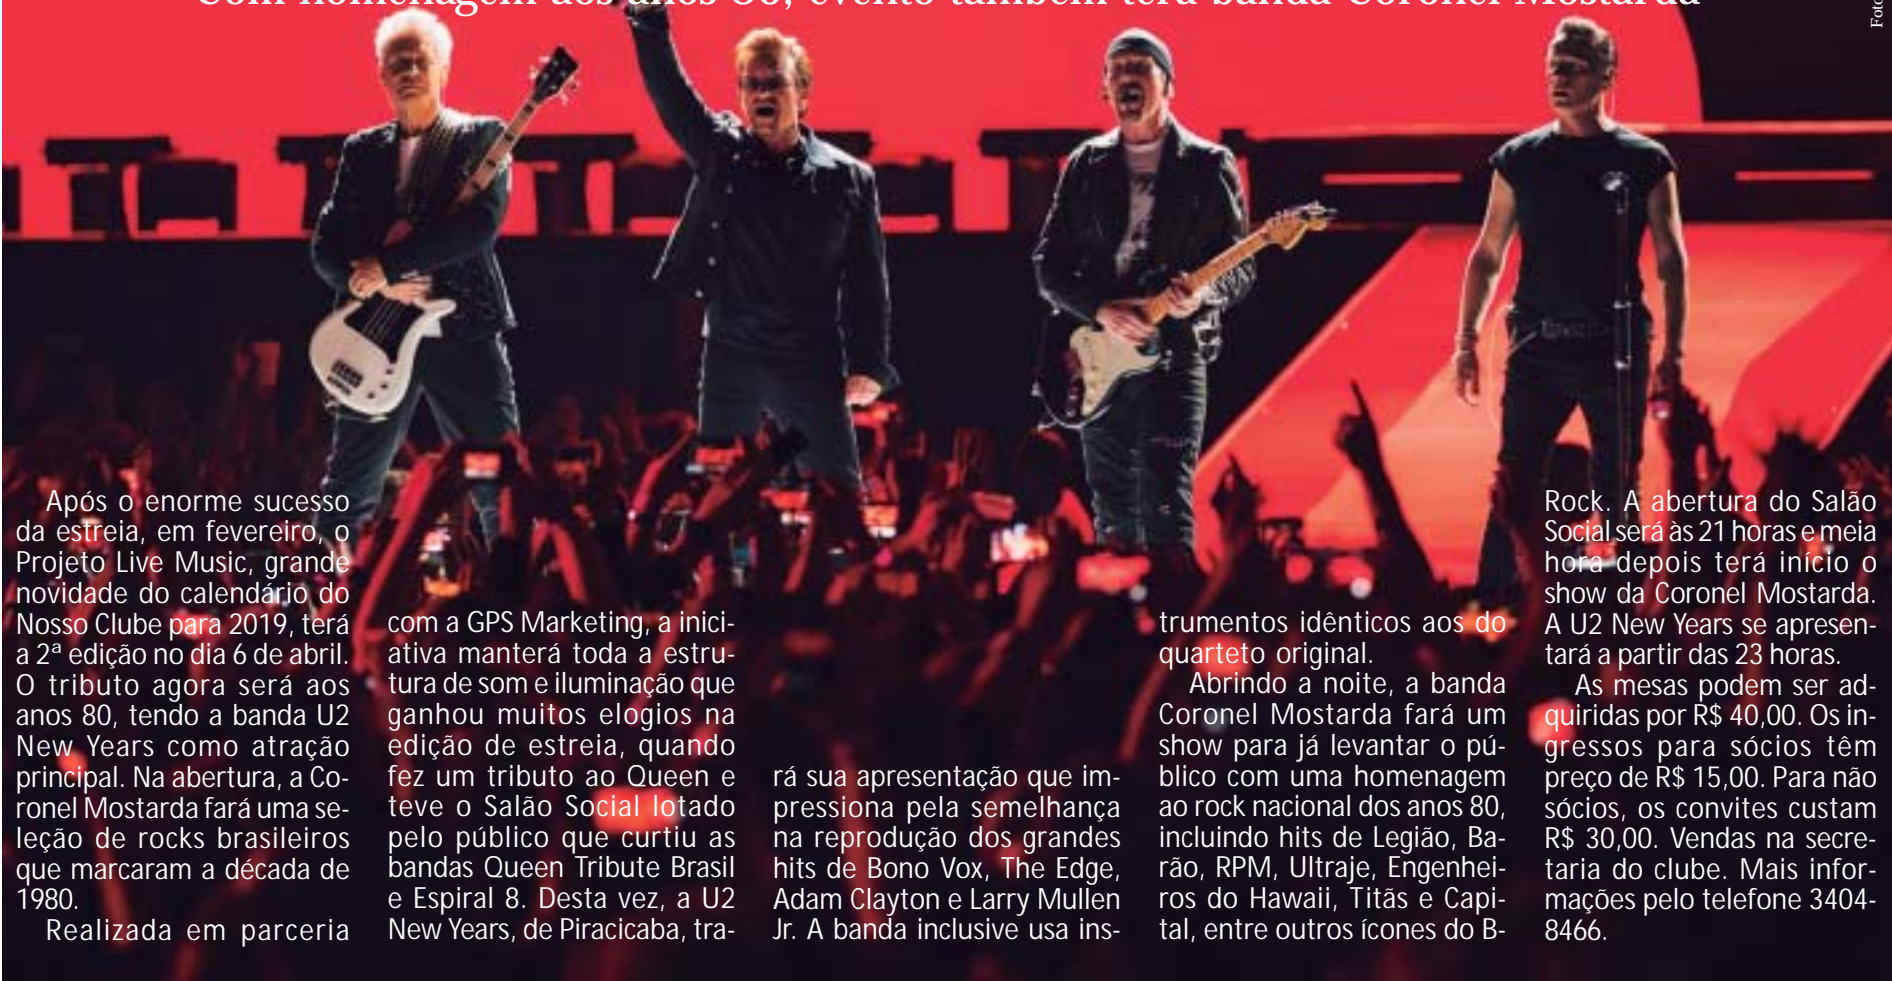 Com homenagem aos anos 80, evento também terá banda Coronel Mostarda
Foto
Após o enorme sucesso
da estreia, em fevereiro, o
Projeto Live Music, grande
novidade do calendário do
Nosso Clube para 2019, terá
a 2ª edição no dia 6 de abril.
O tributo agora será aos
anos 80, tendo a banda U2
New Years como atração
principal. Na abertura, a Co-
ronel Mostarda fará uma se-
leção de rocks brasileiros
que marcaram a década de
1980.
Realizada em parceria
com a GPS Marketing, a inici-
ativa manterá toda a estru-
tura de som e iluminação que
ganhou muitos elogios na
edição de estreia, quando
fez um tributo ao Queen e
teve o Salão Social lotado
pelo público que curtiu as
bandas Queen Tribute Brasil
e Espiral 8. Desta vez, a U2
New Years, de Piracicaba, tra-
rá sua apresentação que im-
pressiona pela semelhança
na reprodução dos grandes
hits de Bono Vox, The Edge,
Adam Clayton e Larry Mullen
Jr. A banda inclusive usa ins-
trumentos idênticos aos do
quarteto original.
Abrindo a noite, a banda
Coronel Mostarda fará um
show para já levantar o pú-
blico com uma homenagem
ao rock nacional dos anos 80,
incluindo hits de Legião, Ba-
rão, RPM, Ultraje, Engenhei-
ros do Hawaii, Titãs e Capi-
tal, entre outros ícones do B-
Rock. A abertura do Salão
Social será às 21 horas e meia
hora depois terá início o
show da Coronel Mostarda.
A U2 New Years se apresen-
tará a partir das 23 horas.
As mesas podem ser ad-
quiridas por R$ 40,00. Os in-
gressos para sócios têm
preço de R$ 15,00. Para não
sócios, os convites custam
R$ 30,00. Vendas na secre-
taria do clube. Mais infor-
mações pelo telefone 3404-
8466.